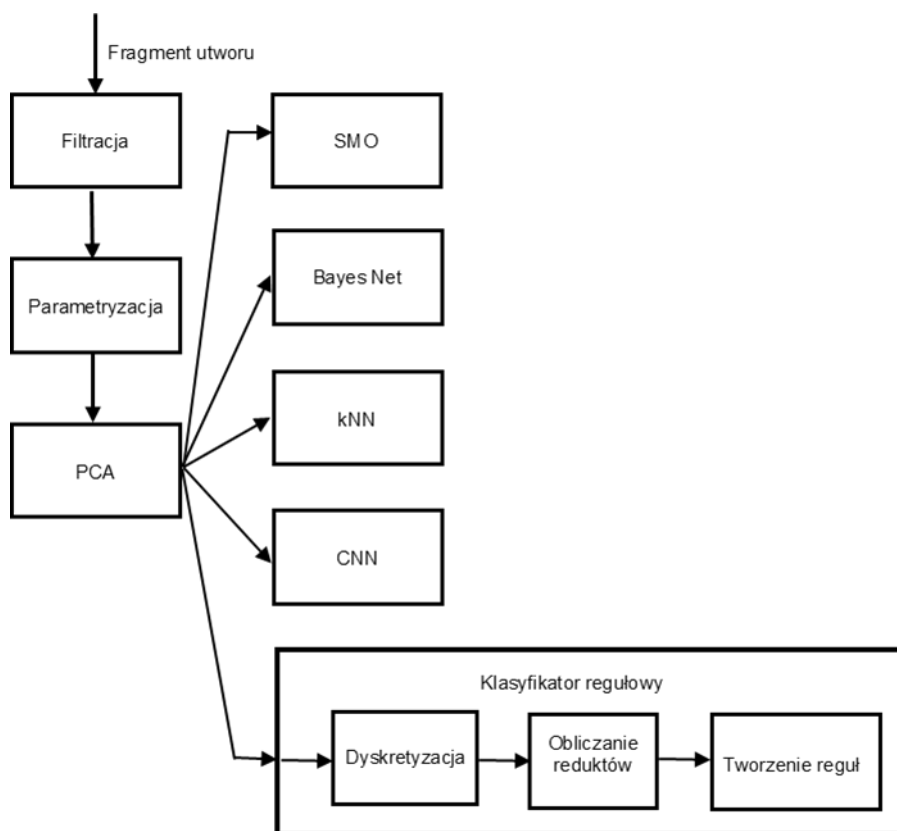 Fragment utworu
Filtracja
Parametryzacja
PCA
SMO
Bayes Net
kNN
CNN
Klasyfikator regułowy
Dyskretyzacja
Obliczanie
reduktów
Tworzenie reguł